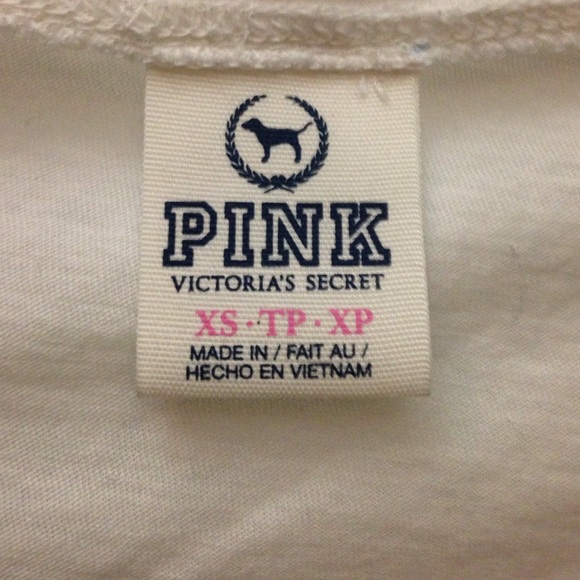 PINK
VICTORIA'S SECRET
XS · TP · XP
MADE IN / FAIT AU /
HECHO EN VIETNAM